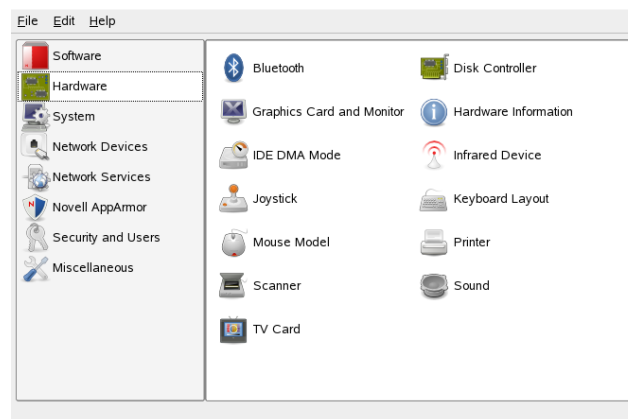 File Edit Help
Software
Hardware
System
Network Devices
Network Services
Novell AppArmor
Security and Users
Miscellaneous
Bluetooth
Disk Controller
Graphics Card and Monitor
Hardware Information
IDE DMA Mode
Infrared Device
Joystick
Keyboard Layout
Mouse Model
Printer
Scanner
Sound
TV Card